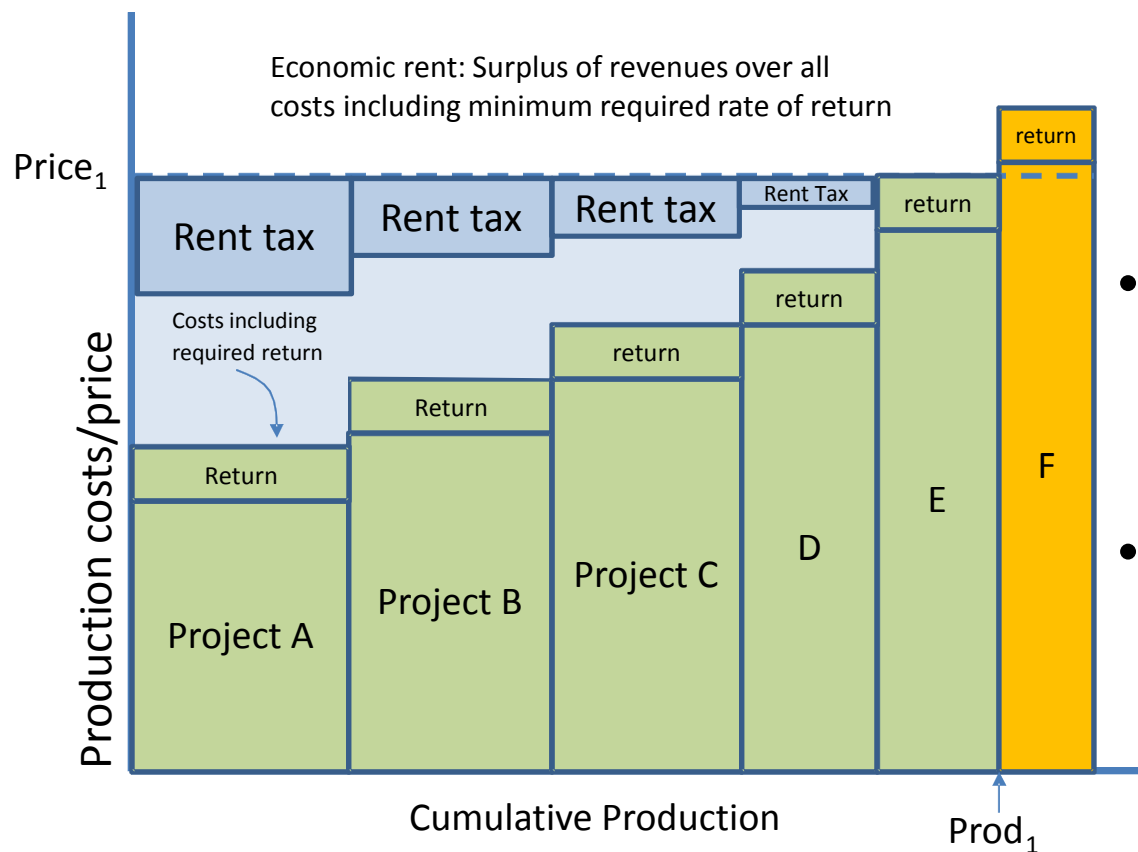 Economic rent: Surplus of revenues over all
costs including minimum required rate of return
return
Price₁
Rent tax
Rent tax
Rent tax
Rent Tax
return
return
Costs including
required return
return
Return
Return
Production costs/price
Project A
Project B
Project C
D
E
F
•
•
Cumulative Production
Prod₁